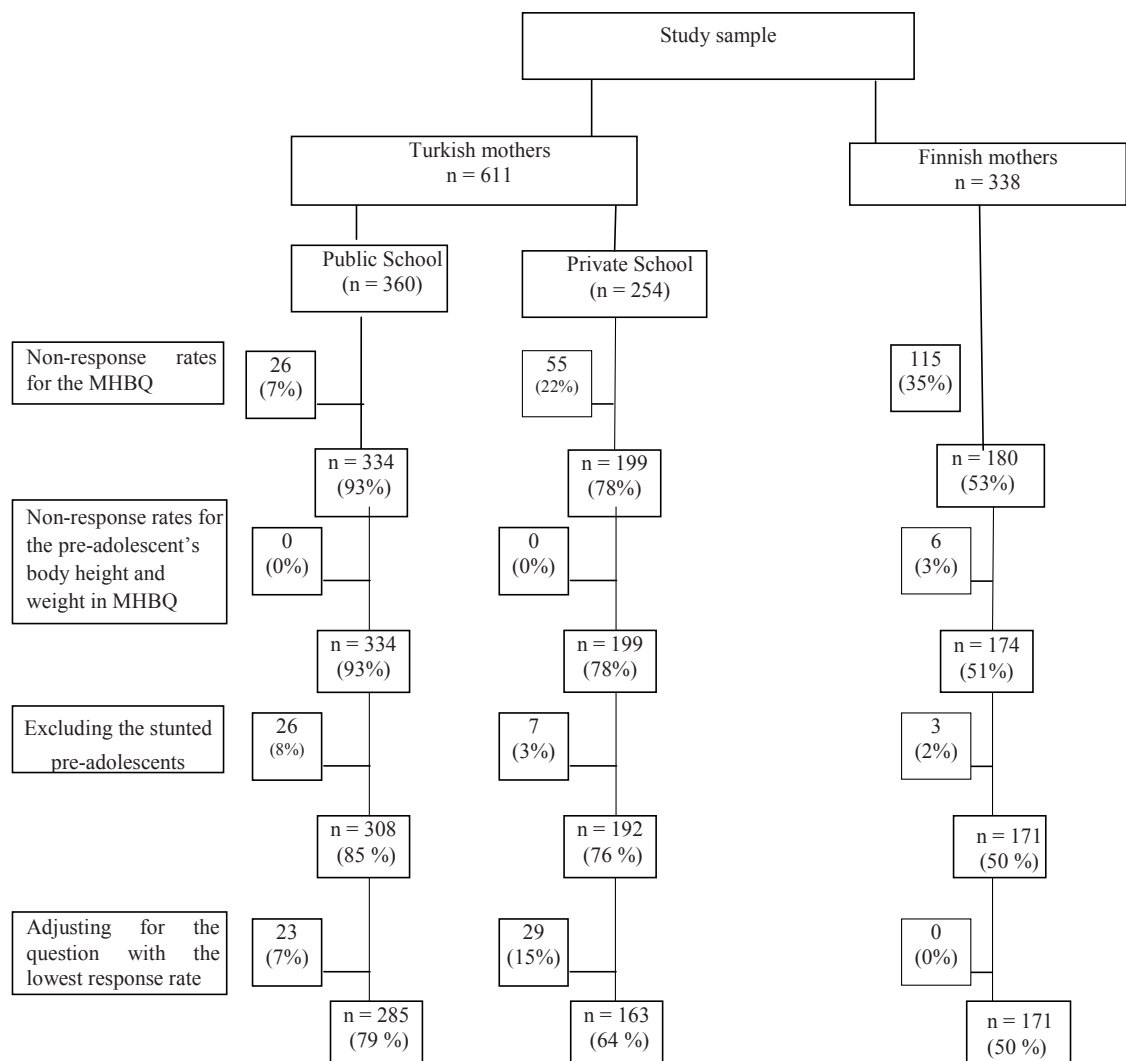 Study sample
Turkish mothers
n = 611
Finnish mothers
n = 338
Public School
(n = 360)
Private School
(n = 254)
Non-response rates
for the MHBQ
26
(7%)
55
(22%)
115
(35%)
n = 334
(93%)
n = 199
(78%)
n = 180
(53%)
Non-response rates for
the pre-adolescent's
body height and
weight in MHBQ
0
(0%)
0
(0%)
6
(3%)
n = 334
(93%)
n = 199
(78%)
n = 174
(51%)
Excluding the stunted
pre-adolescents
26
(8%)
7
(3%)
3
(2%)
n = 308
(85 %)
n = 192
(76 %)
n = 171
(50 %)
Adjusting for the
question with the
lowest response rate
23
(7%)
29
(15%)
0
(0%)
n = 285
(79 %)
n = 163
(64 %)
n = 171
(50 %)